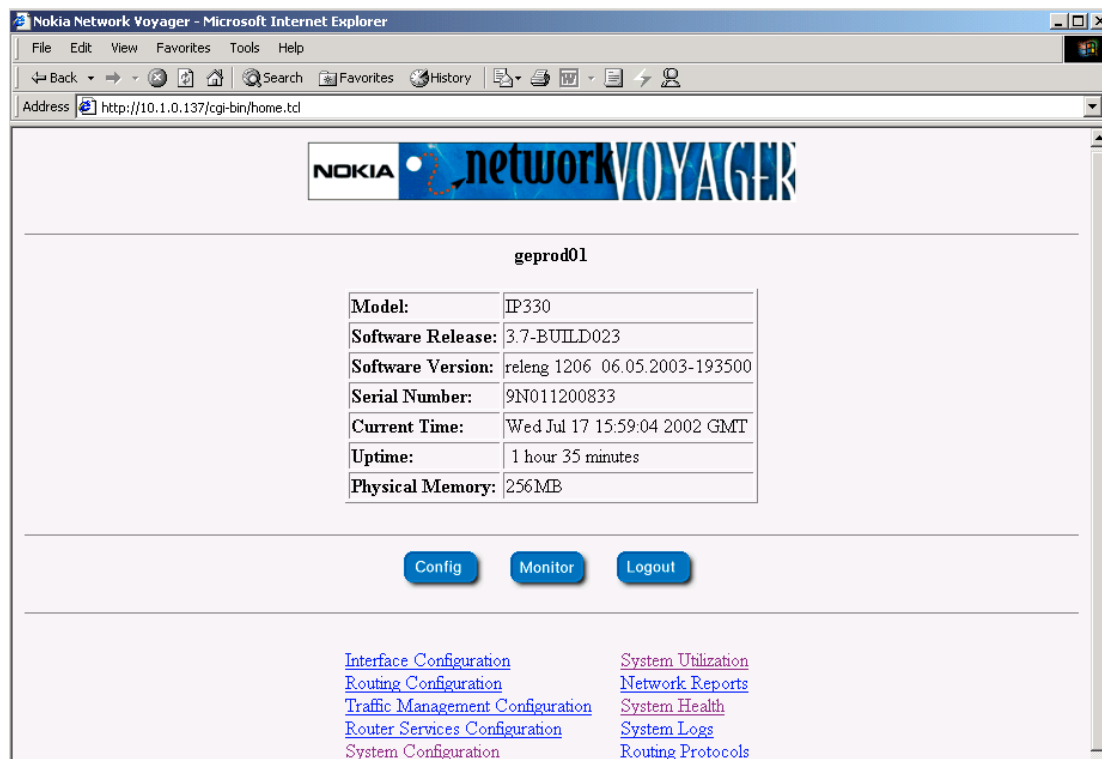 Nokia Network Voyager - Microsoft Internet Explorer
File Edit View Favorites Tools Help
Back Search Favorites History
Address http://10.1.0.137/cgi-bin/home.tcl
NOKIA network VOYAGER
geprod01
Model: IP330
Software Release: 3.7-BUILD023
Software Version: releng 1206 06.05.2003-193500
Serial Number: 9N011200833
Current Time: Wed Jul 17 15:59:04 2002 GMT
Uptime: 1 hour 35 minutes
Physical Memory: 256MB
Config Monitor Logout
Interface Configuration System Utilization
Routing Configuration Network Reports
Traffic Management Configuration System Health
Router Services Configuration System Logs
System Configuration Routing Protocols